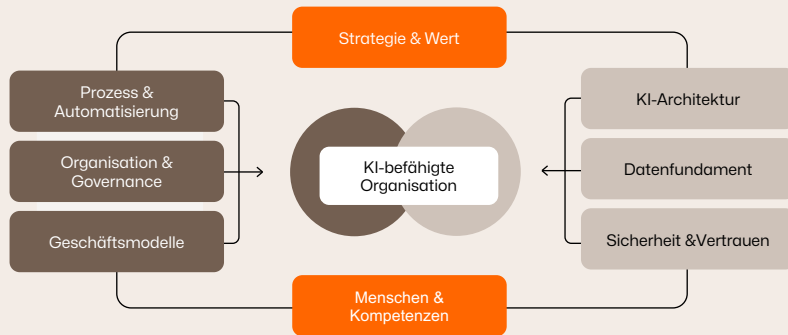 Strategie & Wert
Prozess &
Automatisierung
Organisation &
Governance
Geschäftsmodelle
KI-befähigte
Organisation
KI-Architektur
Datenfundament
Sicherheit &Vertrauen
Menschen &
Kompetenzen